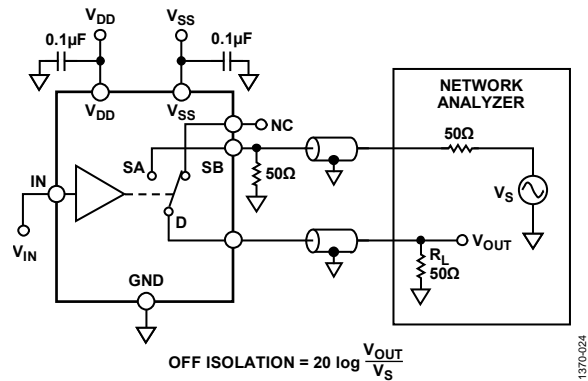 VDD
VSS
0.1µF
0.1µF
VDD
VSS
NC
NETWORK
ANALYZER
SA
SB
50Ω
50Ω
IN
VS
D
VIN
VOUT
RL
50Ω
GND
OFF ISOLATION = 20 log VOUT/VS
1370-024